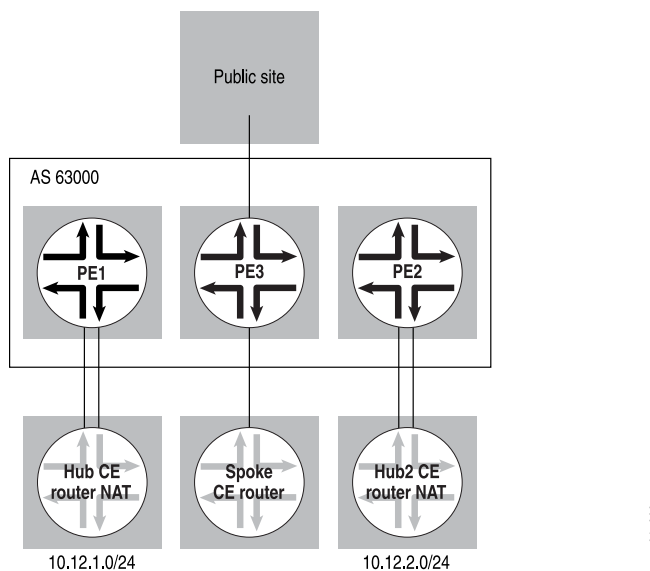 Public site
AS 63000
PE1
PE3
PE2
Hub CE
router NAT
Spoke
CE router
Hub2 CE
router NAT
10.12.1.0/24
10.12.2.0/24